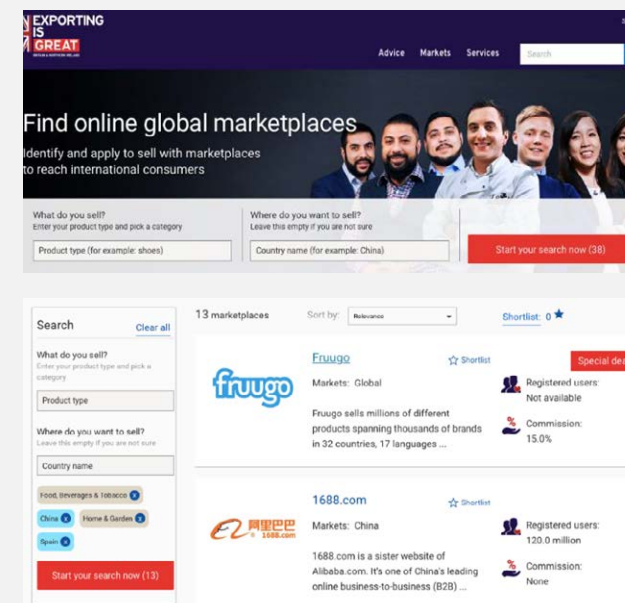 EXPORTING
IS
GREAT
BRITAIN & NORTHERN IRELAND
Advice Markets Services Search
Find online global marketplaces
Identify and apply to sell with marketplaces
to reach international consumers
What do you sell?
Enter your product type and pick a category
Product type (for example: shoes)
Where do you want to sell?
Leave this empty if you are not sure
Country name (for example: China)
Start your search now (38)
Search Clear all
What do you sell?
Enter your product type and pick a
category
Product type
Where do you want to sell?
Leave this empty if you are not sure
Country name
Food, Beverages & Tobacco x
China x Home & Garden x
Spain x
Start your search now (13)
13 marketplaces Sort by: Relevance Shortlist: 0
fruugo
Fruugo Shortlist
Special dea
Markets: Global
Fruugo sells millions of different
products spanning thousands of brands
in 32 countries, 17 languages ...
Registered users:
Not available
Commission:
15.0%
阿里巴巴
1688.com
1688.com Shortlist
Markets: China
1688.com is a sister website of
Alibaba.com. It's one of China's leading
online business-to-business (B2B) ...
Registered users:
120.0 million
Commission:
None